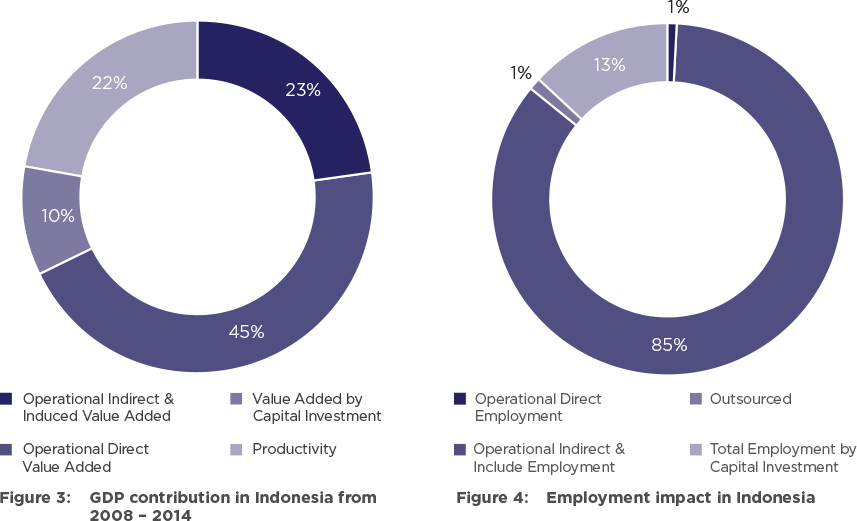 1%
22%
23%
10%
45%
1%
13%
85%
Operational Indirect &
Induced Value Added
Value Added by
Capital Investment
Operational Direct
Value Added
Productivity
Figure 3: GDP contribution in Indonesia from
2008 – 2014
Operational Direct
Employment
Outsourced
Operational Indirect &
Include Employment
Total Employment by
Capital Investment
Figure 4: Employment impact in Indonesia